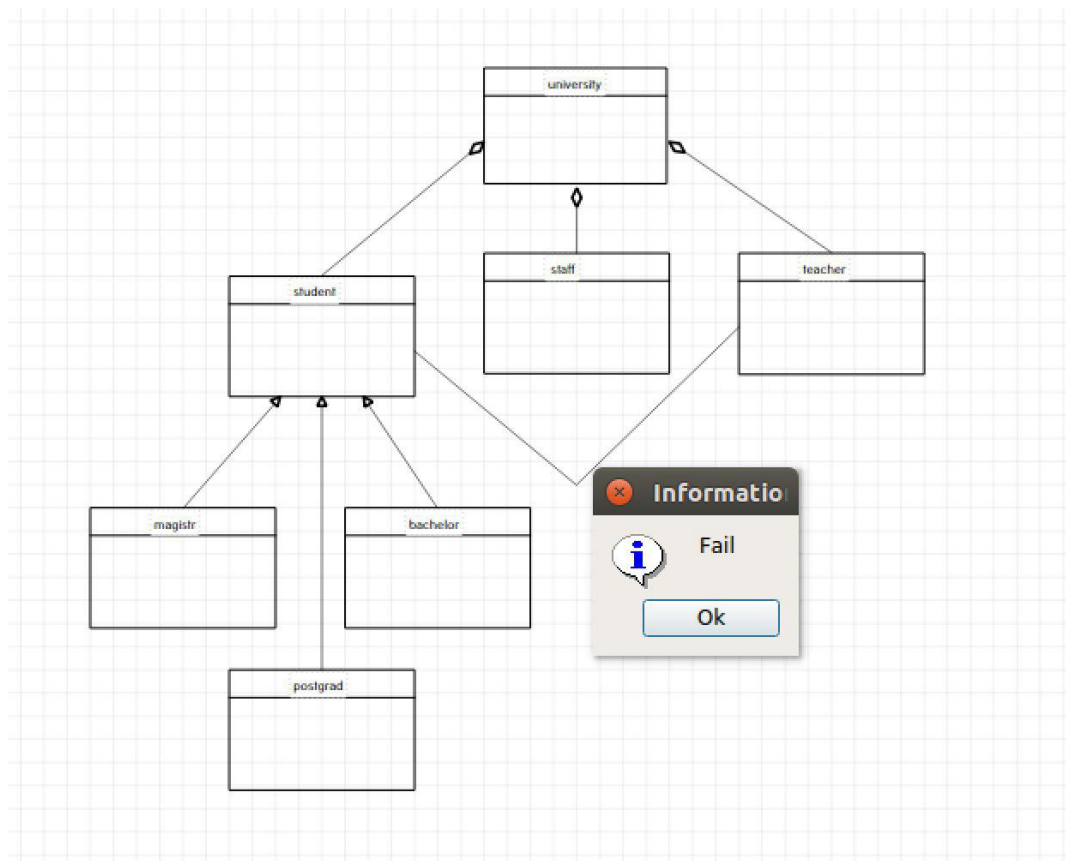 university
staff
teacher
student
magistr
bachelor
postgrad
Informatio
Fail
Ok